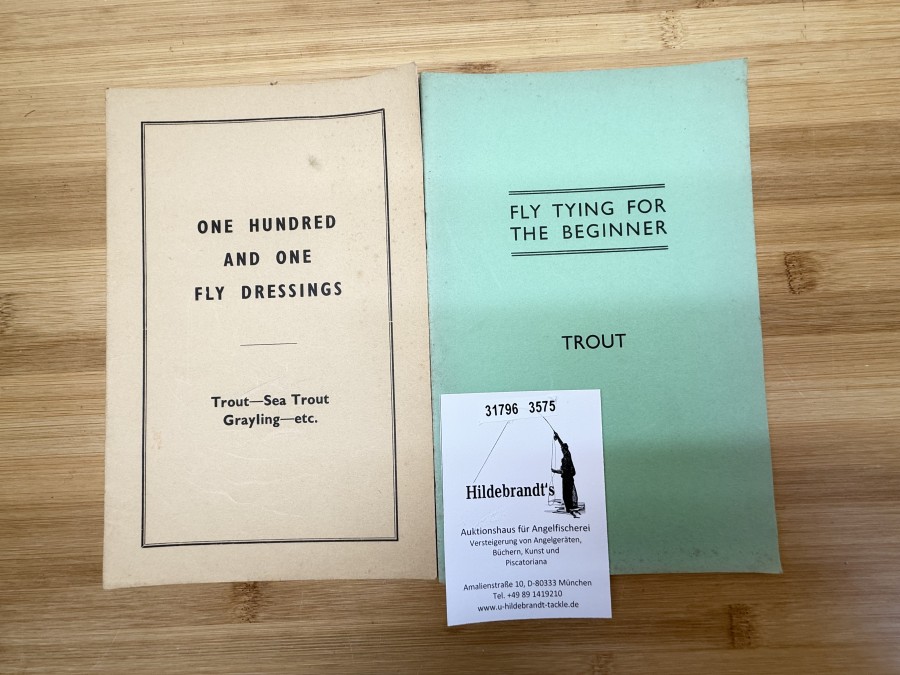 ONE HUNDRED
AND ONE
FLY DRESSINGS
Trout—Sea Trout
Grayling—etc.
FLY TYING FOR
THE BEGINNER
TROUT
31796 3575
Hildebrandt's
Auktionshaus für Angelfischerei
Versteigerung von Angelgeräten,
Büchern, Kunst und
Piscatoriana
Amalienstraße 10, D-80333 München
Tel. +49 89 1419210
www.u-hildebrandt-tackle.de